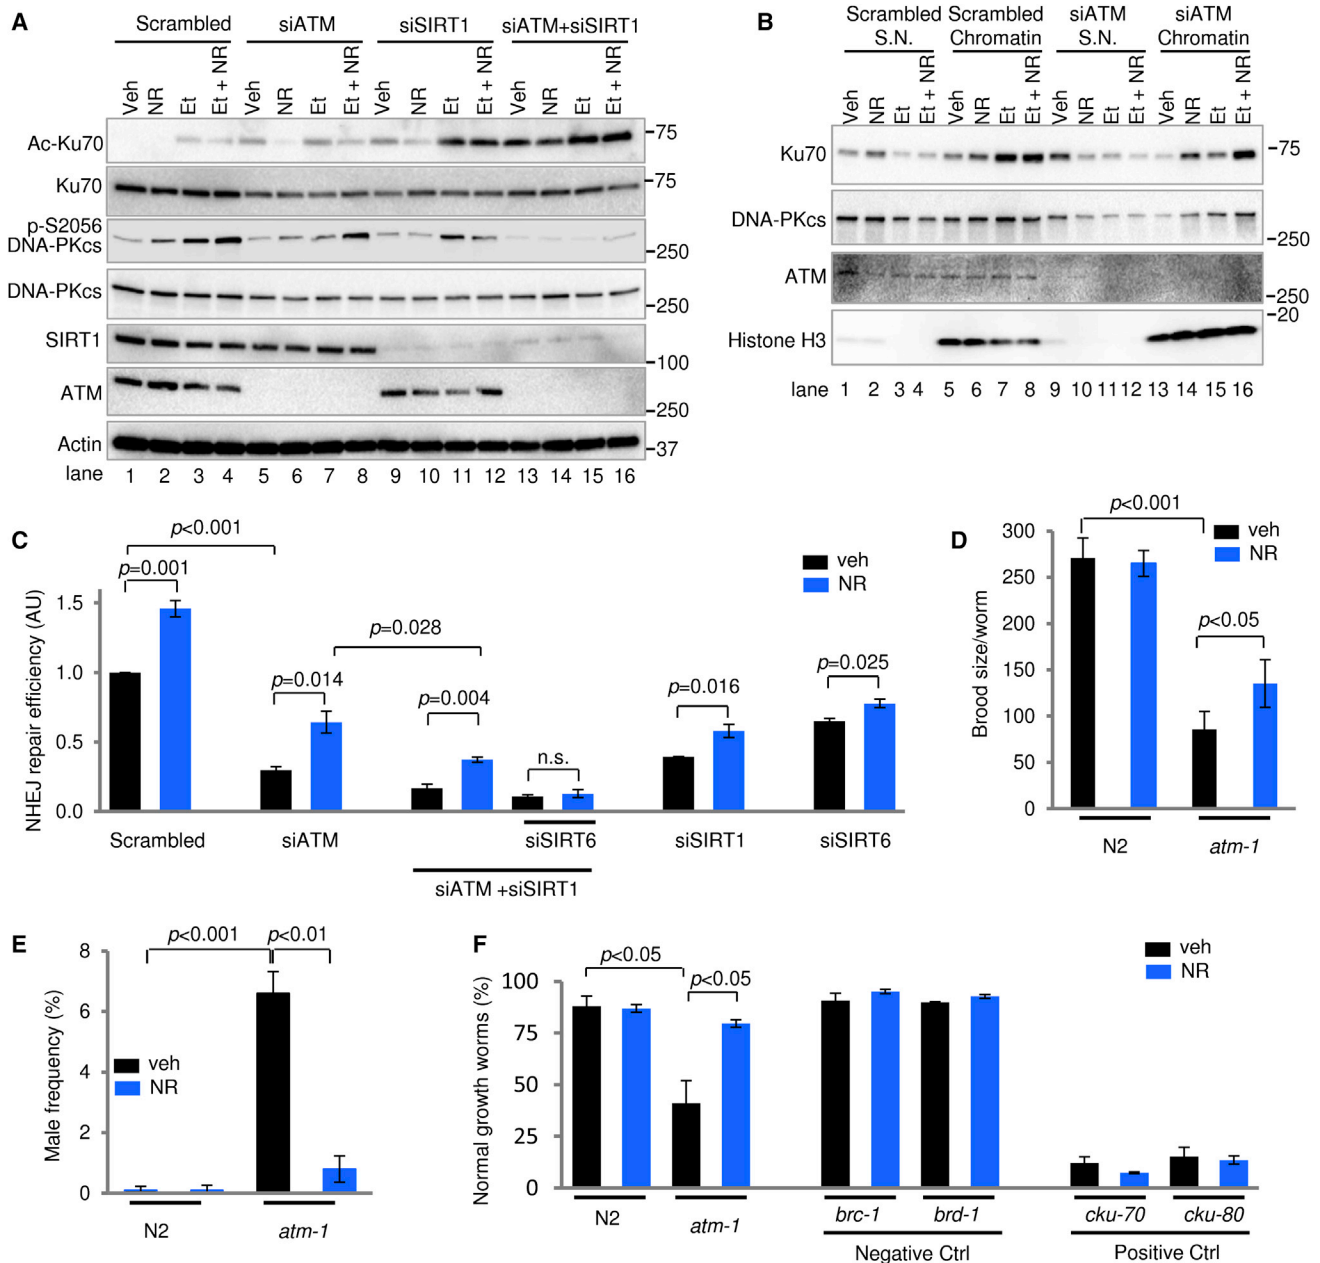 A
Scrambled siATM siSIRT1 siATM+siSIRT1
Veh NR Et Et + NR Veh NR Et Et + NR Veh NR Et Et + NR Veh NR Et Et + NR
Ac-Ku70 75
Ku70 75
p-S2056
DNA-PKcs 250
DNA-PKcs 250
SIRT1 100
ATM 250
Actin 37
lane 1 2 3 4 5 6 7 8 9 10 11 12 13 14 15 16
B
Scrambled Scrambled siATM siATM
S.N. Chromatin S.N. Chromatin
Veh NR Et Et + NR Veh NR Et Et + NR Veh NR Et Et + NR Veh NR Et Et + NR
Ku70 75
DNA-PKcs 250
ATM 250
Histone H3 20
lane 1 2 3 4 5 6 7 8 9 10 11 12 13 14 15 16
C
NHEJ repair efficiency (AU)
1.5
1.0
0.5
0.0
p<0.001
p=0.001
p=0.014
p=0.028
p=0.004
n.s.
p=0.016
p=0.025
veh
NR
Scrambled siATM siSIRT6 siSIRT1 siSIRT6
siATM +siSIRT1
D
Brood size/worm
300
250
200
150
100
50
0
p<0.001
p<0.05
veh
NR
N2 atm-1
E
Male frequency (%)
8
6
4
2
0
p<0.001 p<0.01
veh
NR
N2 atm-1
F
Normal growth worms (%)
100
75
50
25
0
p<0.05
p<0.05
veh
NR
N2 atm-1 brc-1 brd-1 cku-70 cku-80
Negative Ctrl Positive Ctrl